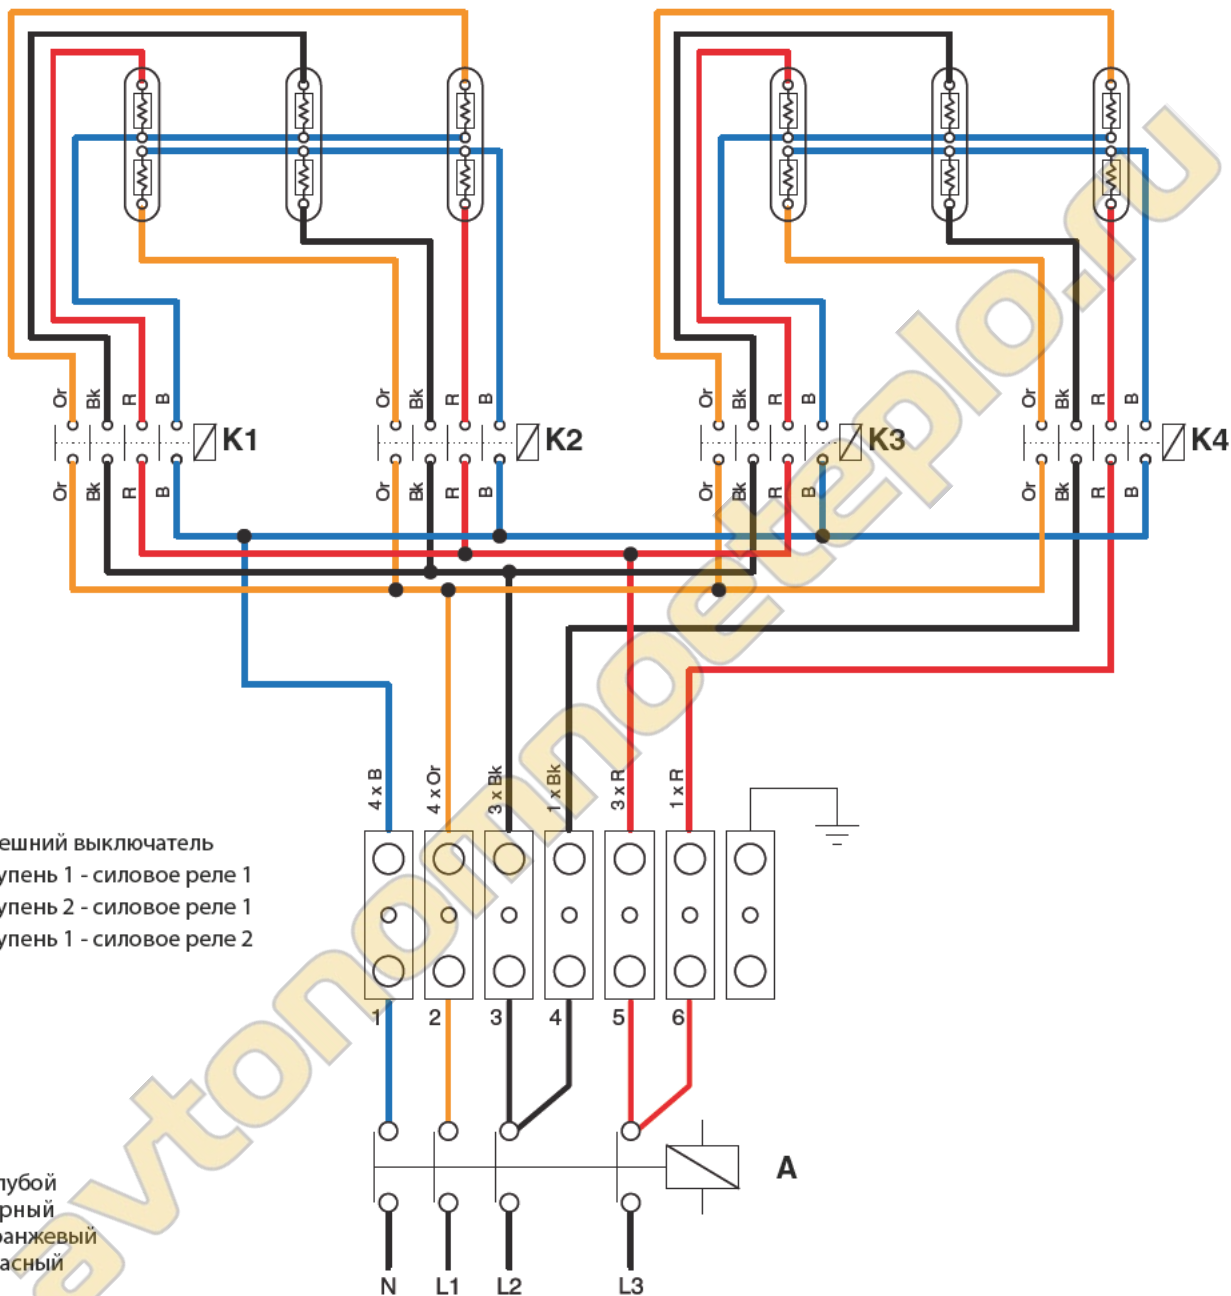 Or Bk R B Or Bk R B Or Bk R B Or Bk R B
K1 K2 K3 K4
Or Bk R B Or Bk R B Or Bk R B Or Bk R B
4 x B 4 x Or 3 x Bk 1 x Bk 3 x R 1 x R
ешний выключатель
упень 1 - силовое реле 1
упень 2 - силовое реле 1
упень 1 - силовое реле 2
1 2 3 4 5 6
A
лубой
рный
ранжевый
асный
N L1 L2 L3
avtonomnoeteplo.ru